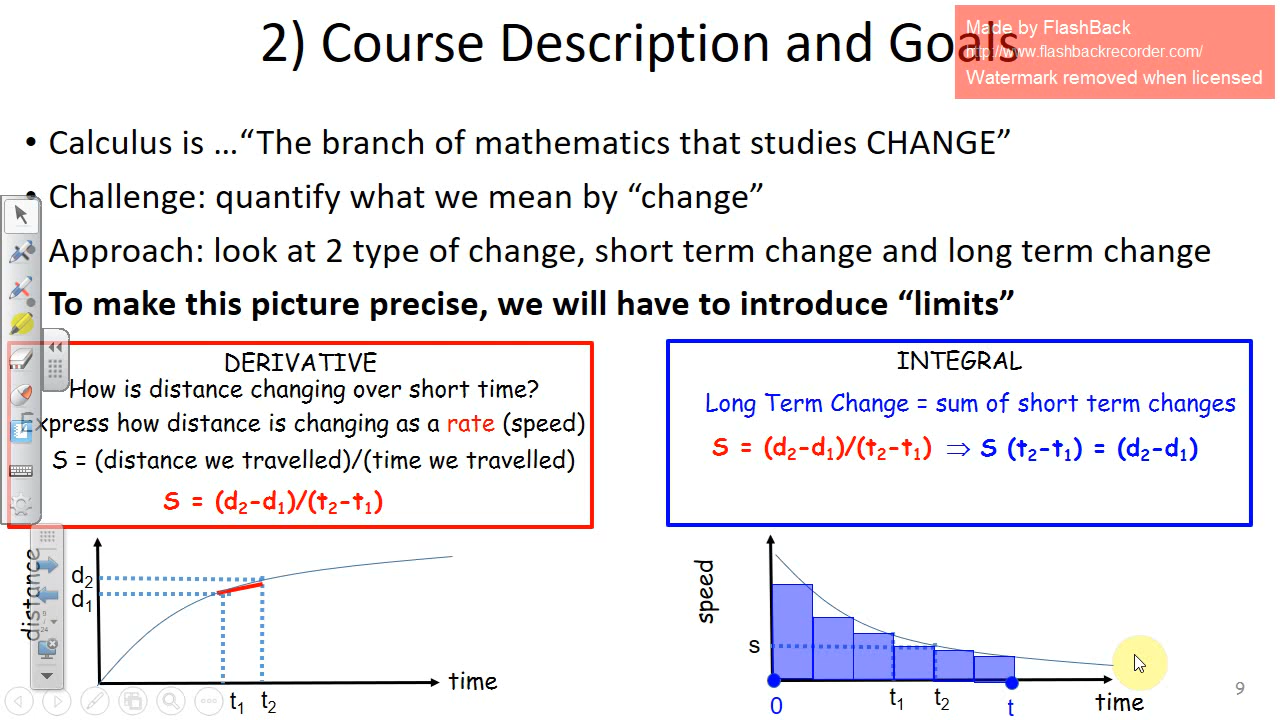 2) Course Description and Goals
Made by FlashBack
http://www.flashbackrecorder.com/
Watermark removed when licensed
• Calculus is …“The branch of mathematics that studies CHANGE”
• Challenge: quantify what we mean by “change”
Approach: look at 2 type of change, short term change and long term change
To make this picture precise, we will have to introduce “limits”
DERIVATIVE
How is distance changing over short time?
Express how distance is changing as a rate (speed)
S = (distance we travelled)/(time we travelled)
S = (d₂-d₁)/(t₂-t₁)
INTEGRAL
Long Term Change = sum of short term changes
S = (d₂-d₁)/(t₂-t₁) ⇒ S (t₂-t₁) = (d₂-d₁)
distance
d₂
d₁
t₁ t₂
time
speed
s
0
t₁ t₂
t
time
9